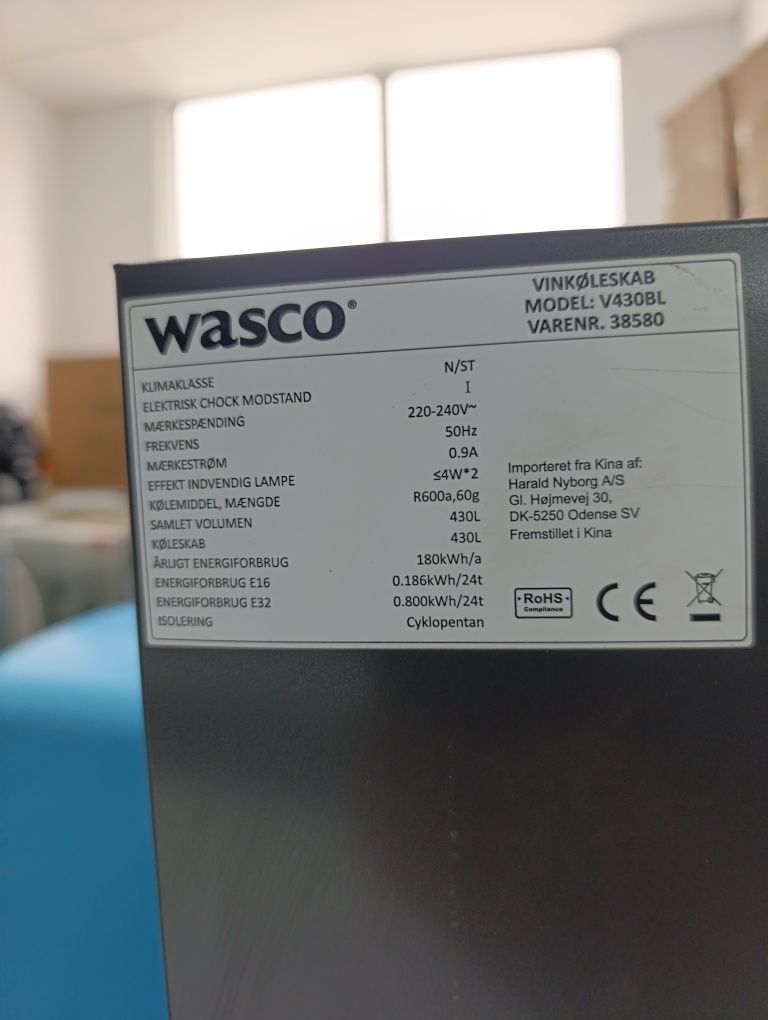 wasco®
VINKØLESKAB
MODEL: V430BL
VARENR. 38580
KLIMAKLASSE N/ST
ELEKTRISK CHOCK MODSTAND I
MÆRKESPÆNDING 220-240V~
FREKVENS 50Hz
MÆRKESTRØM 0.9A
EFFEKT INDVENDIG LAMPE ≤4W*2
KØLEMIDDEL, MÆNGDE R600a,60g
SAMLET VOLUMEN 430L
KØLESKAB 430L
ÅRLIGT ENERGIFORBRUG 180kWh/a
ENERGIFORBRUG E16 0.186kWh/24t
ENERGIFORBRUG E32 0.800kWh/24t
ISOLERING Cyklopentan
Importeret fra Kina af:
Harald Nyborg A/S
Gl. Højmevej 30,
DK-5250 Odense SV
Fremstillet i Kina
RoHS
Compliance
CE